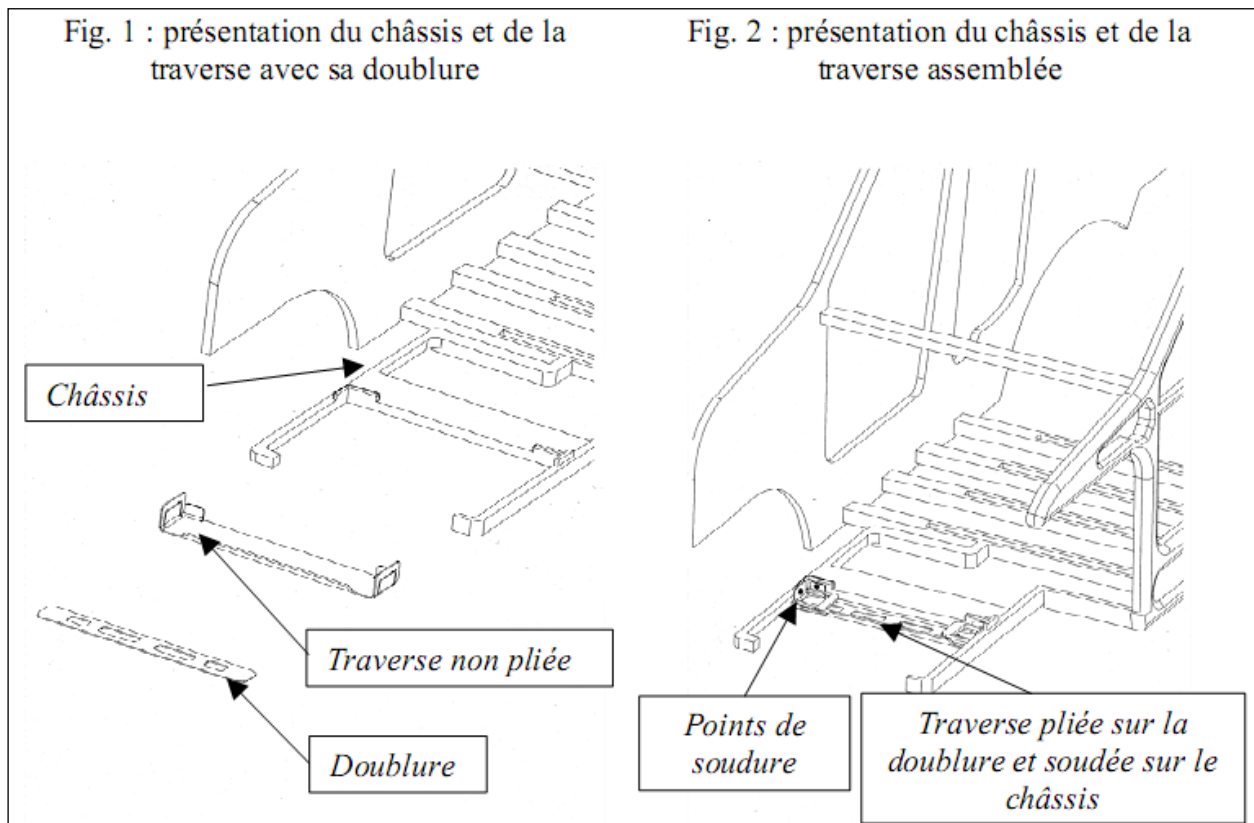 Fig. 1 : présentation du châssis et de la
traverse avec sa doublure
Fig. 2 : présentation du châssis et de la
traverse assemblée
Châssis
Traverse non pliée
Doublure
Points de
soudure
Traverse pliée sur la
doublure et soudée sur le
châssis